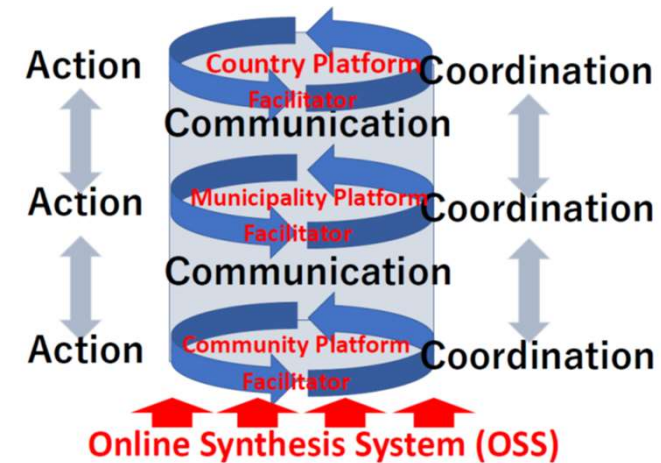 Action
Country Platform
Coordination
Facilitator
Communication
Action
Municipality Platform
Coordination
Facilitator
Communication
Action
Community Platform
Coordination
Facilitator
Online Synthesis System (OSS)